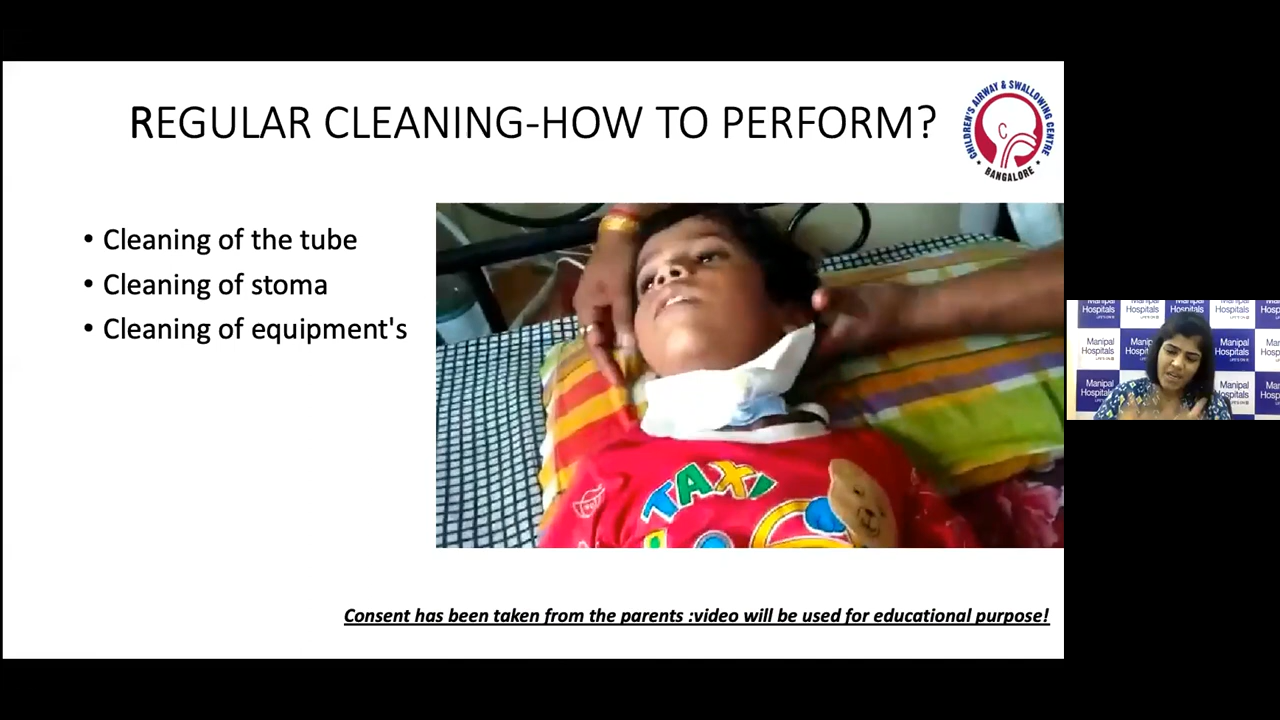 REGULAR CLEANING-HOW TO PERFORM?
CHILDREN'S AIRWAY & SWALLOWING CENTRE
• BANGALORE •
• Cleaning of the tube
• Cleaning of stoma
• Cleaning of equipment's
TAXI
Consent has been taken from the parents :video will be used for educational purpose!
Manipal
Hospitals